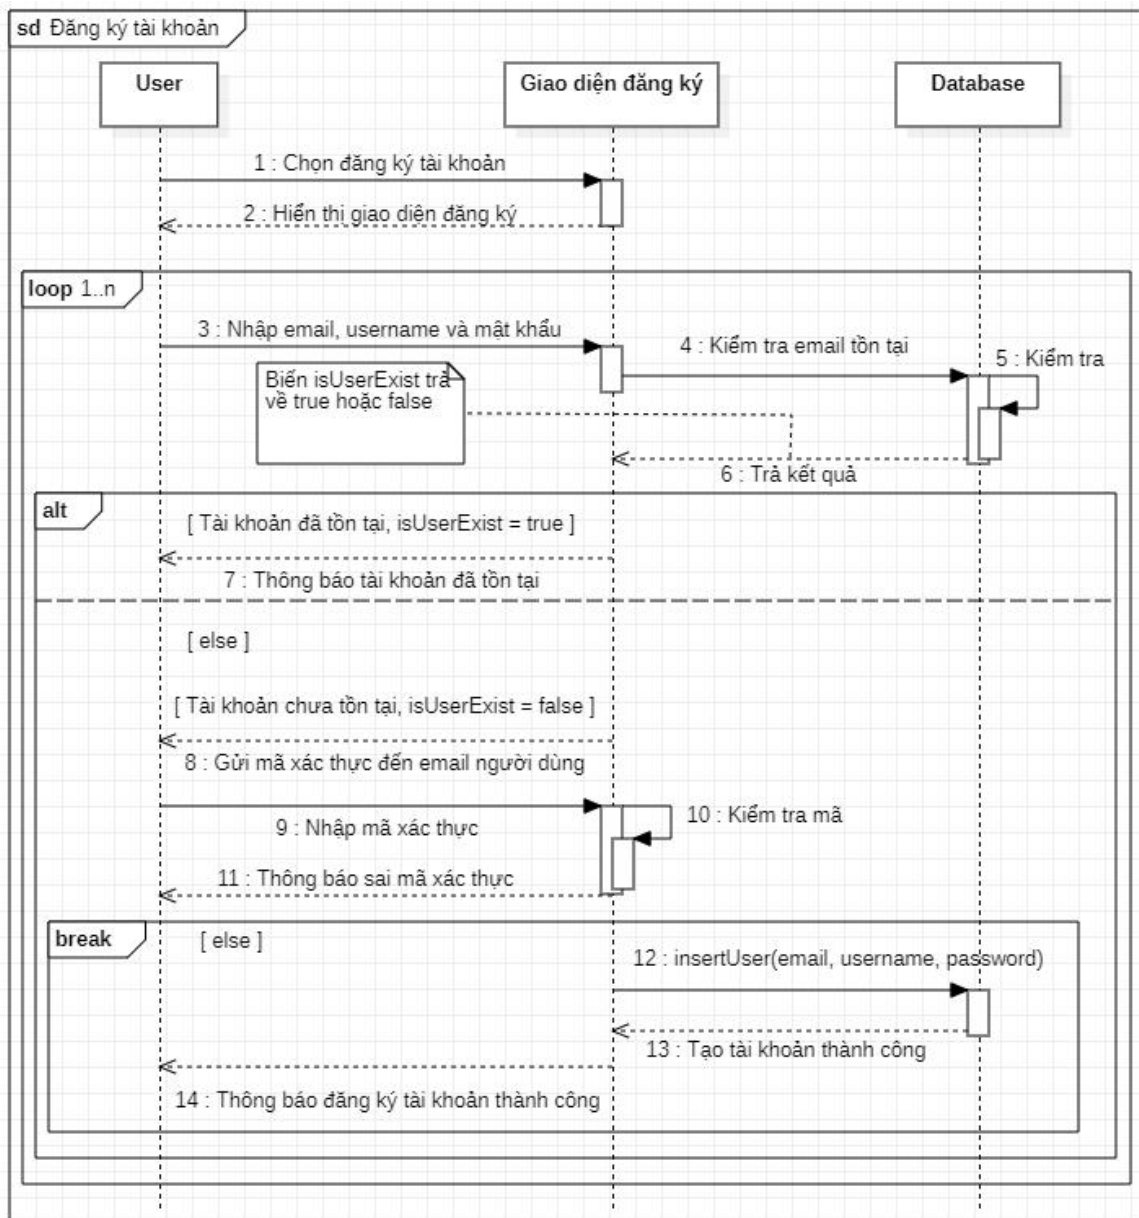 sd Đăng ký tài khoản
User
Giao diện đăng ký
Database
1 : Chọn đăng ký tài khoản
2 : Hiển thị giao diện đăng ký
loop 1..n
3 : Nhập email, username và mật khẩu
4 : Kiểm tra email tồn tại
5 : Kiểm tra
Biến isUserExist trả
về true hoặc false
6 : Trả kết quả
alt
[ Tài khoản đã tồn tại, isUserExist = true ]
7 : Thông báo tài khoản đã tồn tại
[ else ]
[ Tài khoản chưa tồn tại, isUserExist = false ]
8 : Gửi mã xác thực đến email người dùng
9 : Nhập mã xác thực
10 : Kiểm tra mã
11 : Thông báo sai mã xác thực
break
[ else ]
12 : insertUser(email, username, password)
13 : Tạo tài khoản thành công
14 : Thông báo đăng ký tài khoản thành công